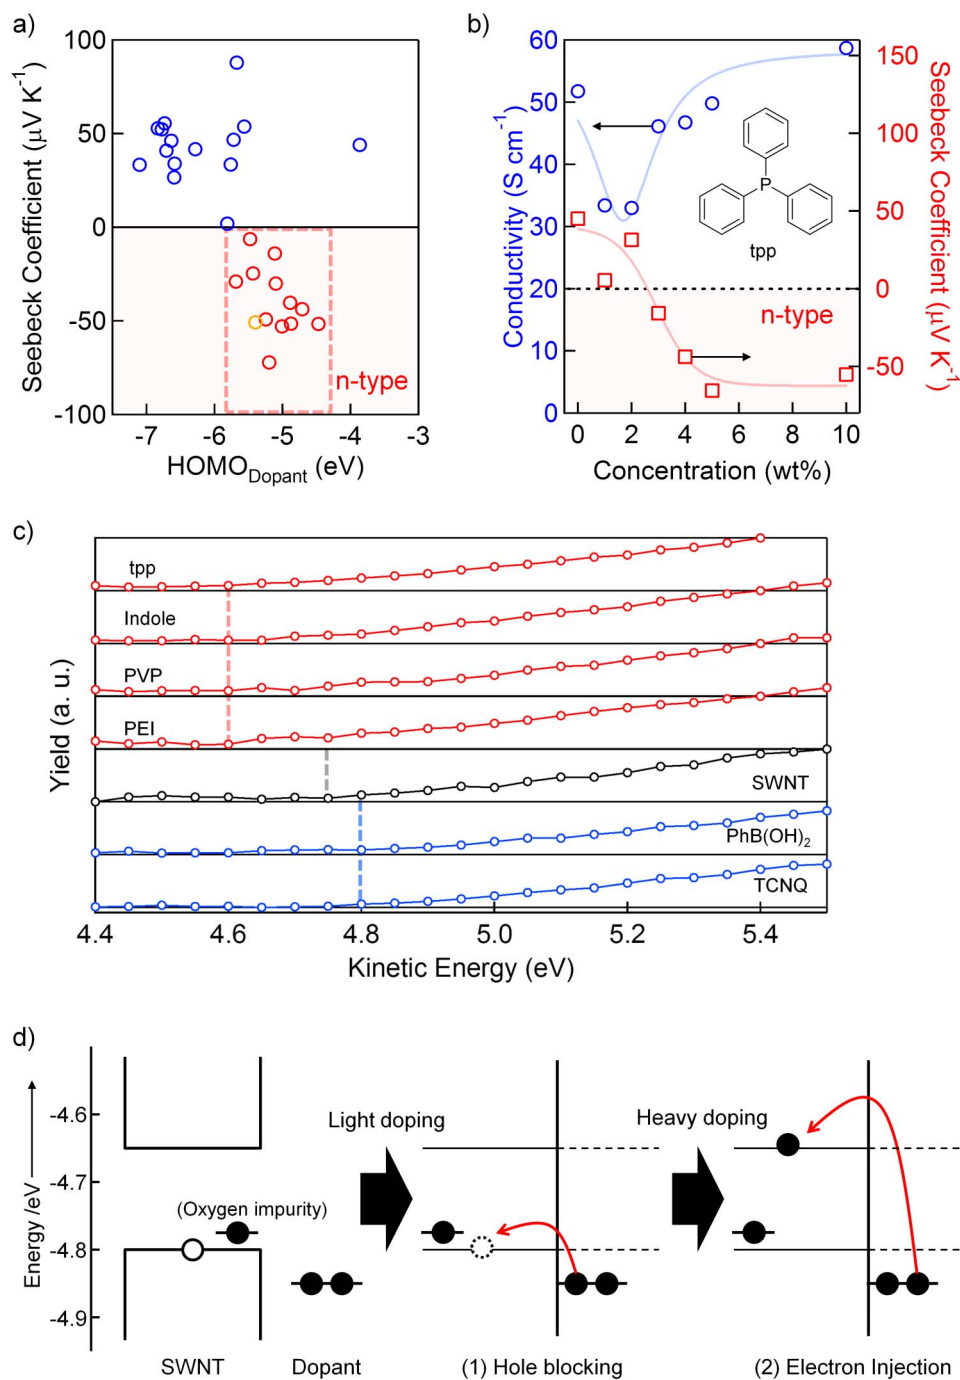 a)
Seebeck Coefficient (μV K⁻¹)
100
50
0
-50
-100
n-type
-7
-6
-5
-4
-3
HOMO_Dopant (eV)
b)
Conductivity (S cm⁻¹)
60
50
40
30
20
10
0
P
tpp
n-type
150
100
50
0
-50
Seebeck Coefficient (μV K⁻¹)
0
2
4
6
8
10
Concentration (wt%)
c)
Yield (a. u.)
tpp
Indole
PVP
PEI
SWNT
PhB(OH)₂
TCNQ
4.4
4.6
4.8
5.0
5.2
5.4
Kinetic Energy (eV)
d)
Energy /eV
-4.6
-4.7
-4.8
-4.9
(Oxygen impurity)
Light doping
Heavy doping
SWNT
Dopant
(1) Hole blocking
(2) Electron Injection